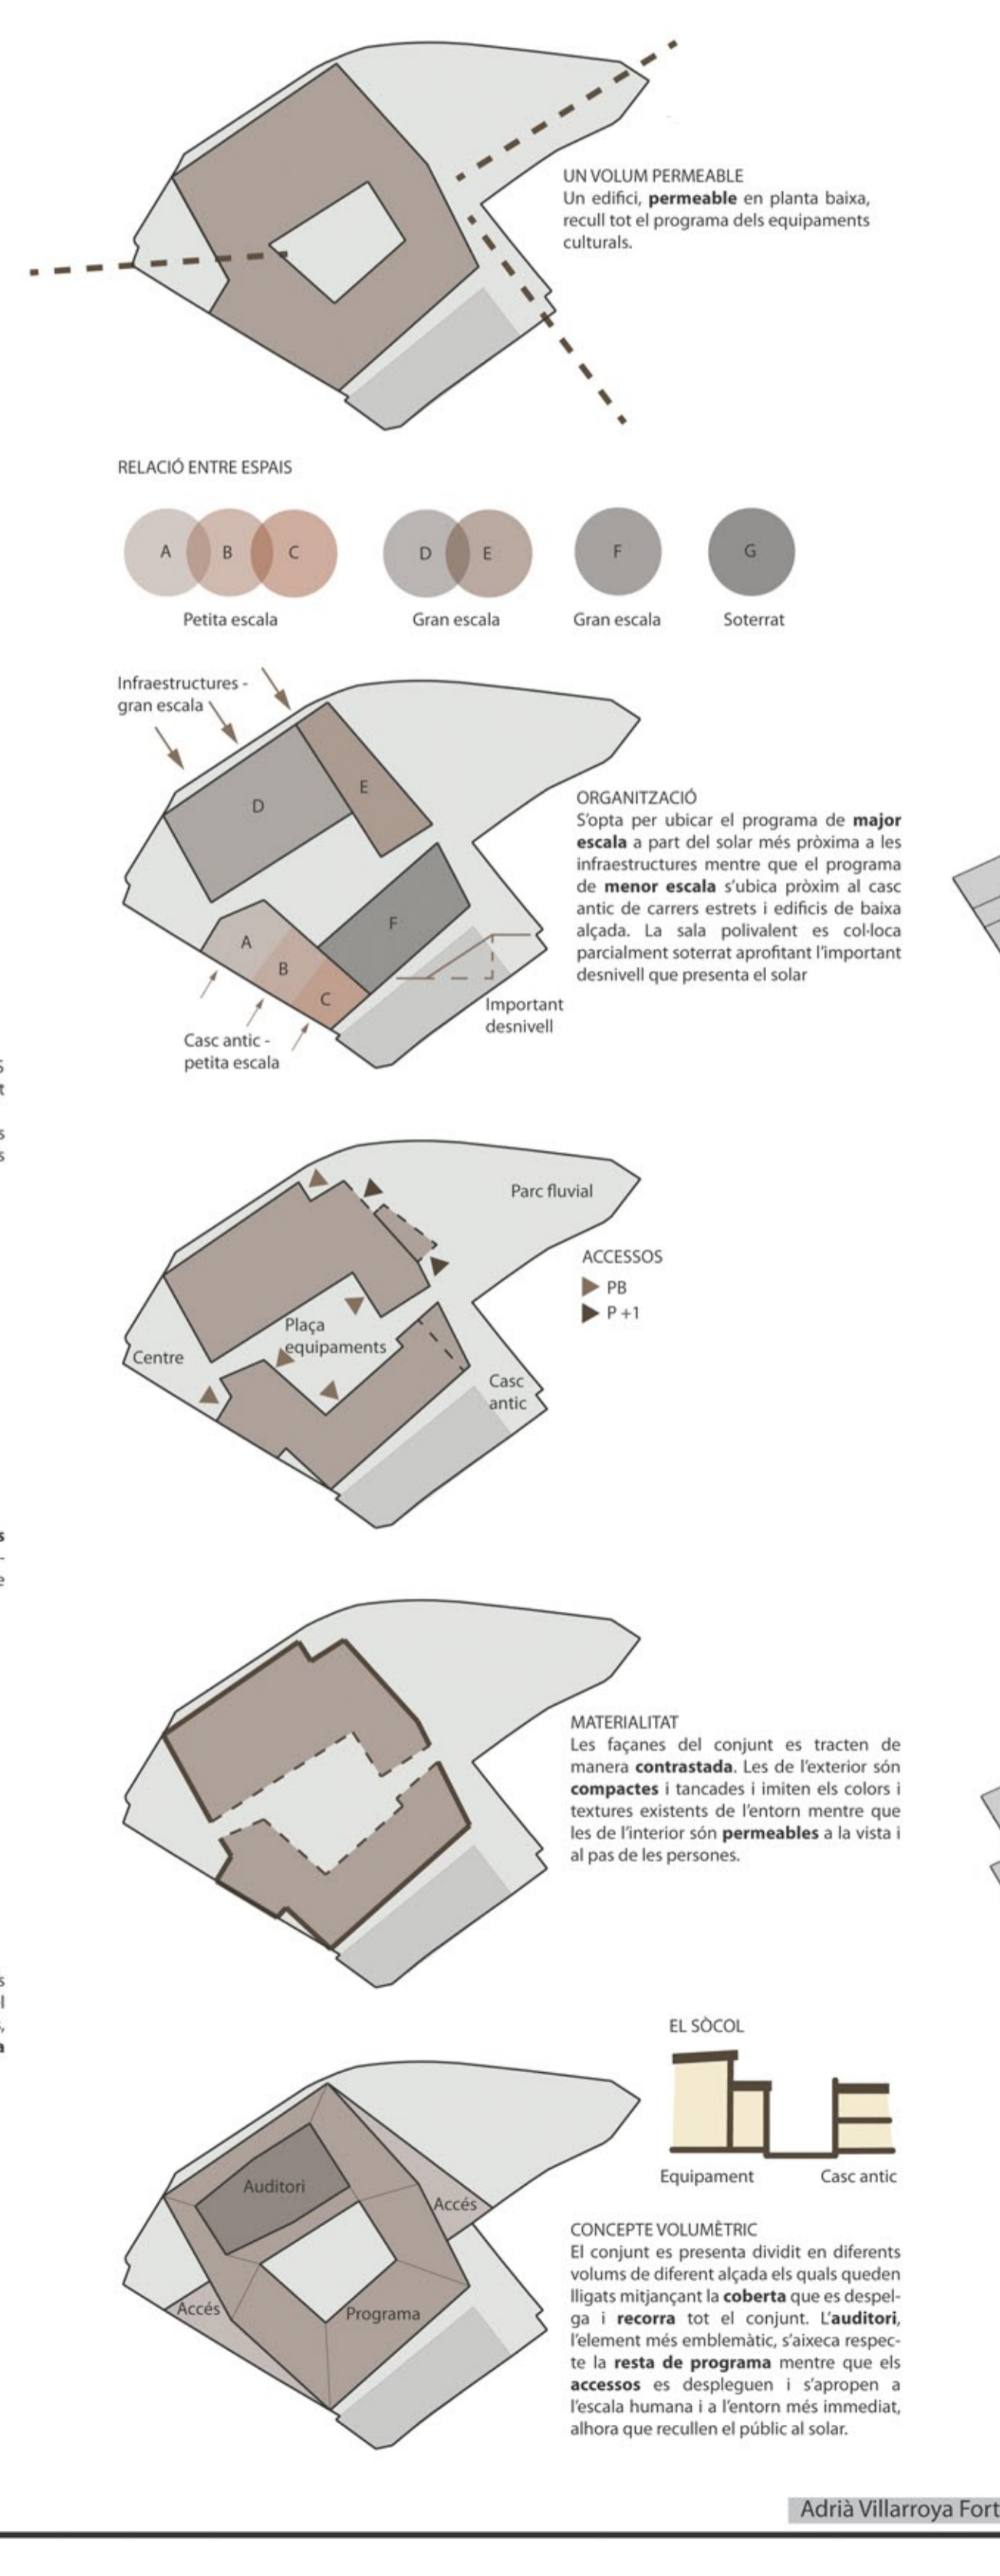 UN VOLUM PERMEABLE
Un edifici, permeable en planta baixa,
recull tot el programa dels equipaments
culturals.
RELACIÓ ENTRE ESPAIS
A B C D E F G
Petita escala Gran escala Gran escala Soterrat
Infraestructures -
gran escala
D
E
F
A
B
C
Casc antic -
petita escala
Important
desnivell
ORGANITZACIÓ
S'opta per ubicar el programa de major
escala a part del solar més pròxima a les
infraestructures mentre que el programa
de menor escala s'ubica pròxim al casc
antic de carrers estrets i edificis de baixa
alçada. La sala polivalent es col·loca
parcialment soterrat aprofitant l'important
desnivell que presenta el solar
Parc fluvial
ACCESSOS
PB
P +1
Plaça
equipaments
Centre
Casc
antic
MATERIALITAT
Les façanes del conjunt es tracten de
manera contrastada. Les de l'exterior són
compactes i tancades i imiten els colors i
textures existents de l'entorn mentre que
les de l'interior són permeables a la vista i
al pas de les persones.
EL SÒCOL
Equipament Casc antic
Auditori
Accés
Accés
Programa
CONCEPTE VOLUMÈTRIC
El conjunt es presenta dividit en diferents
volums de diferent alçada els quals queden
lligats mitjançant la coberta que es desple-
ga i recorra tot el conjunt. L'auditori,
l'element més emblemàtic, s'aixeca respec-
te la resta de programa mentre que els
accessos es despleguen i s'apropen a
l'escala humana i a l'entorn més immediat,
alhora que recullen el públic al solar.
Adrià Villarroya Fort